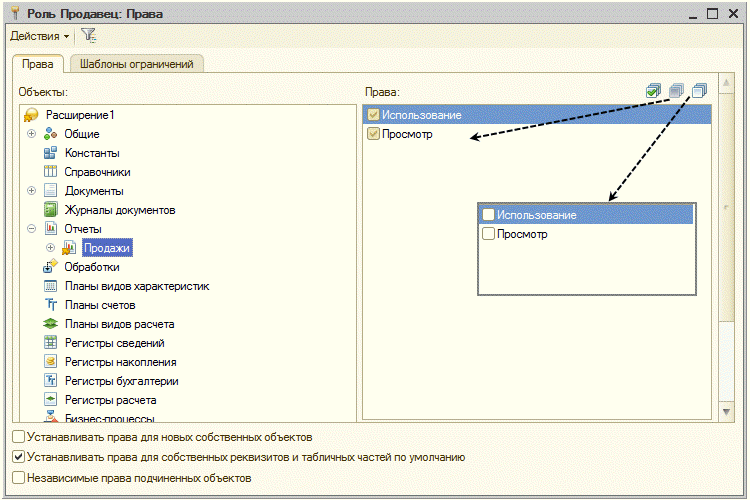 Роль Продавец: Права
Действия
Права
Шаблоны ограничений
Объекты:
Права:
Расширение1
Общие
Константы
Справочники
Документы
Журналы документов
Отчеты
Продажи
Обработки
Планы видов характеристик
Планы счетов
Планы видов расчета
Регистры сведений
Регистры накопления
Регистры бухгалтерии
Регистры расчета
Бизнес-процессы
Использование
Просмотр
Использование
Просмотр
Устанавливать права для новых собственных объектов
Устанавливать права для собственных реквизитов и табличных частей по умолчанию
Независимые права подчиненных объектов